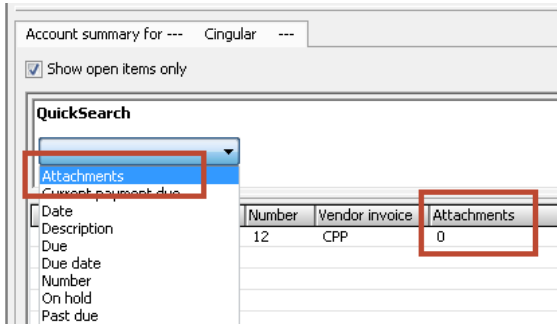 Account summary for --- Cingular ---
Show open items only
QuickSearch
Attachments
Current payment due
Date
Description
Due
Due date
Number
On hold
Past due
Number Vendor invoice Attachments
12 CPP 0